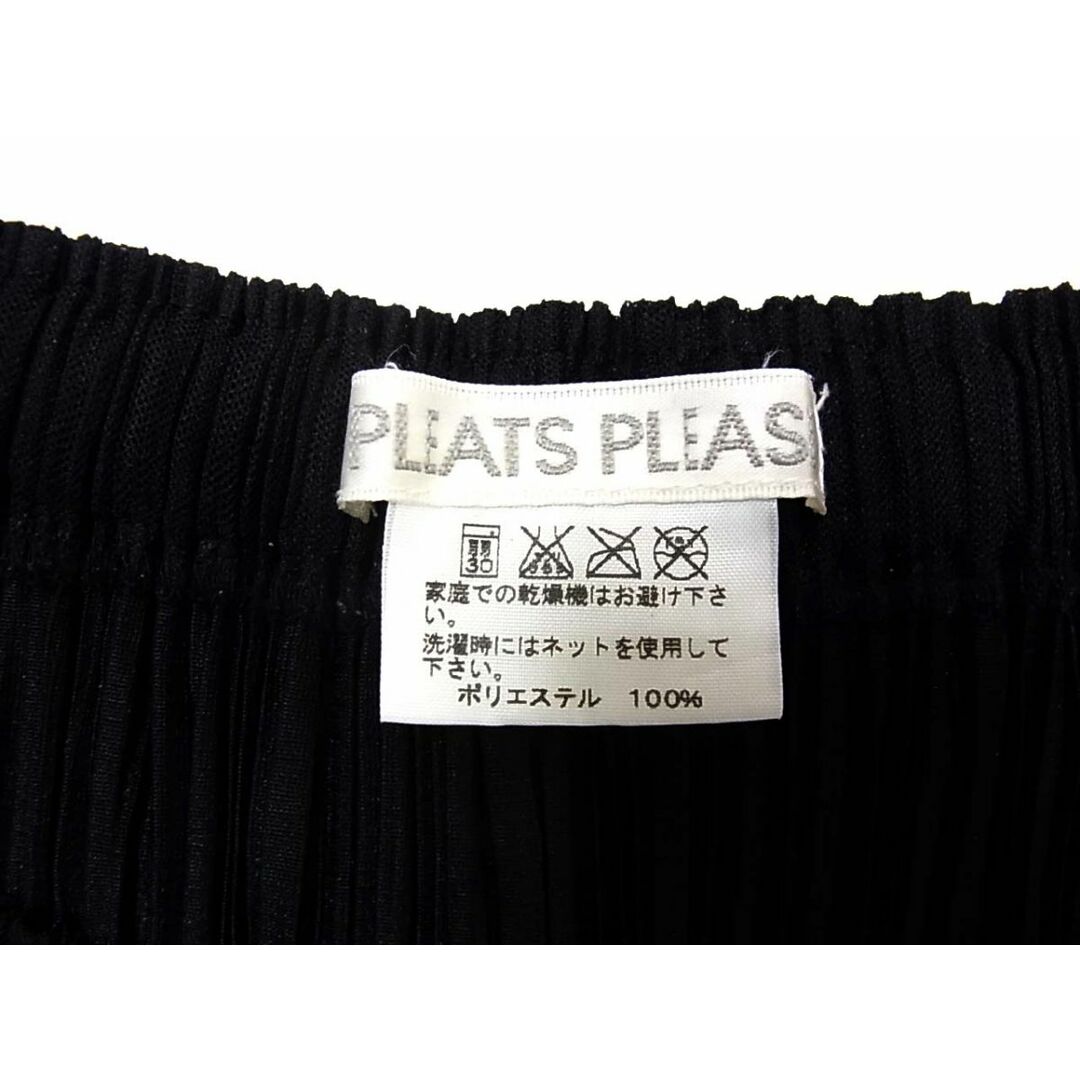 PLEATS PLEAS
弱
30
家庭での乾燥機はお避け下さ
い。
洗濯時にはネットを使用して
下さい。
ポリエステル 100%